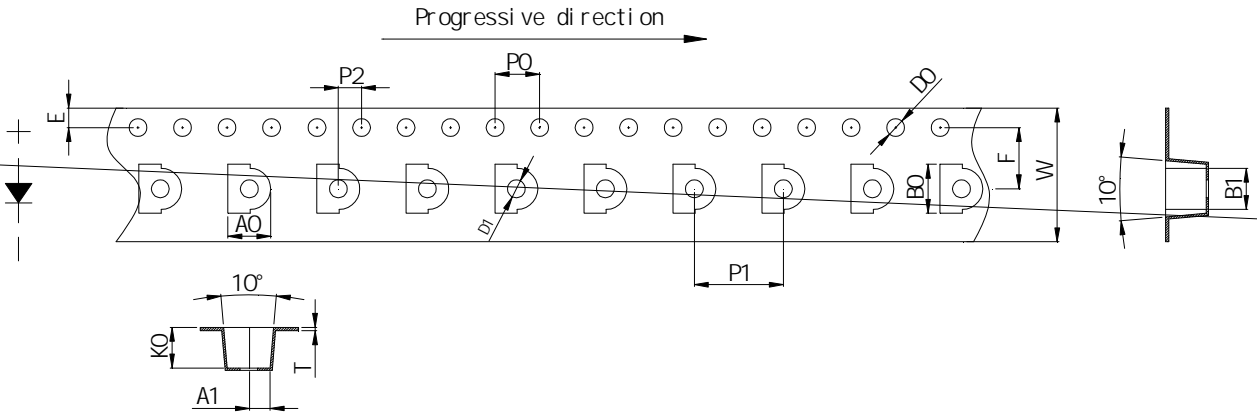 Progressive direction
P2
P0
D0
E
F
W
10°
B1
B0
A0
D1
P1
10°
K0
T
A1